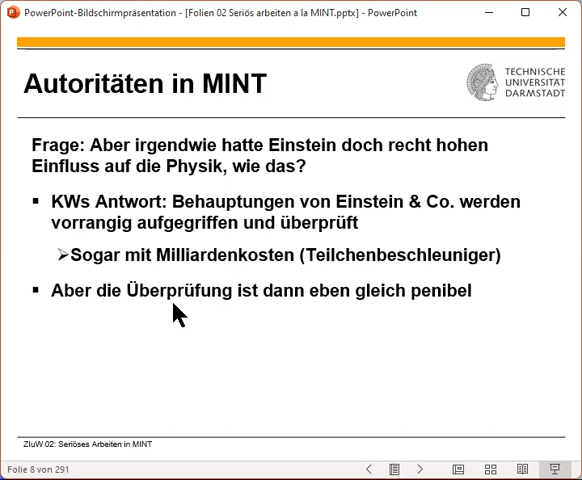 PowerPoint-Bildschirmpräsentation - [Folien 02 Seriös arbeiten a la MINT.pptx] - PowerPoint
Autoritäten in MINT
TECHNISCHE
UNIVERSITÄT
DARMSTADT
Frage: Aber irgendwie hatte Einstein doch recht hohen
Einfluss auf die Physik, wie das?
▪ KWs Antwort: Behauptungen von Einstein & Co. werden
vorrangig aufgegriffen und überprüft
➢Sogar mit Milliardenkosten (Teilchenbeschleuniger)
▪ Aber die Überprüfung ist dann eben gleich penibel
ZIuW 02: Seriöses Arbeiten in MINT
Folie 8 von 291